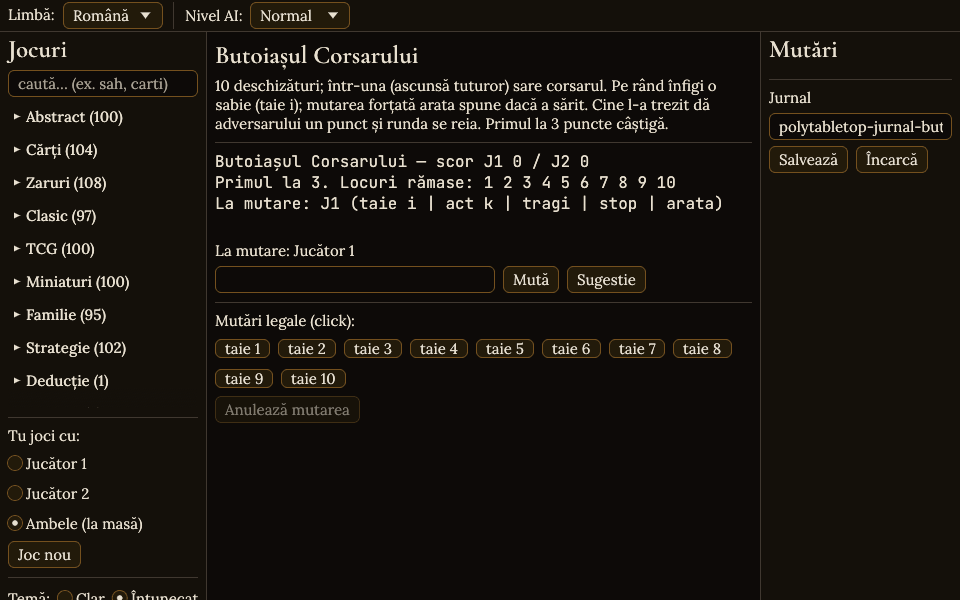 Limbă: Română ▼ Nivel AI: Normal ▼
Jocuri
caută... (ex. sah, carti)
▸ Abstract (100)
▸ Cărți (104)
▸ Zaruri (108)
▸ Clasic (97)
▸ TCG (100)
▸ Miniaturi (100)
▸ Familie (95)
▸ Strategie (102)
▸ Deducție (1)
Tu joci cu:
Jucător 1
Jucător 2
Ambele (la masă)
Joc nou
Temă: Clar Întunecat
Butoiașul Corsarului
10 deschizături; într-una (ascunsă tuturor) sare corsarul. Pe rând înfigi o
sabie (taie i); mutarea forțată arata spune dacă a sărit. Cine l-a trezit dă
adversarului un punct și runda se reia. Primul la 3 puncte câștigă.
Butoiașul Corsarului — scor J1 0 / J2 0
Primul la 3. Locuri rămase: 1 2 3 4 5 6 7 8 9 10
La mutare: J1 (taie i | act k | tragi | stop | arata)
La mutare: Jucător 1
Mută Sugestie
Mutări legale (click):
taie 1 taie 2 taie 3 taie 4 taie 5 taie 6 taie 7 taie 8
taie 9 taie 10
Anulează mutarea
Mutări
Jurnal
polytabletop-jurnal-but
Salvează Încarcă